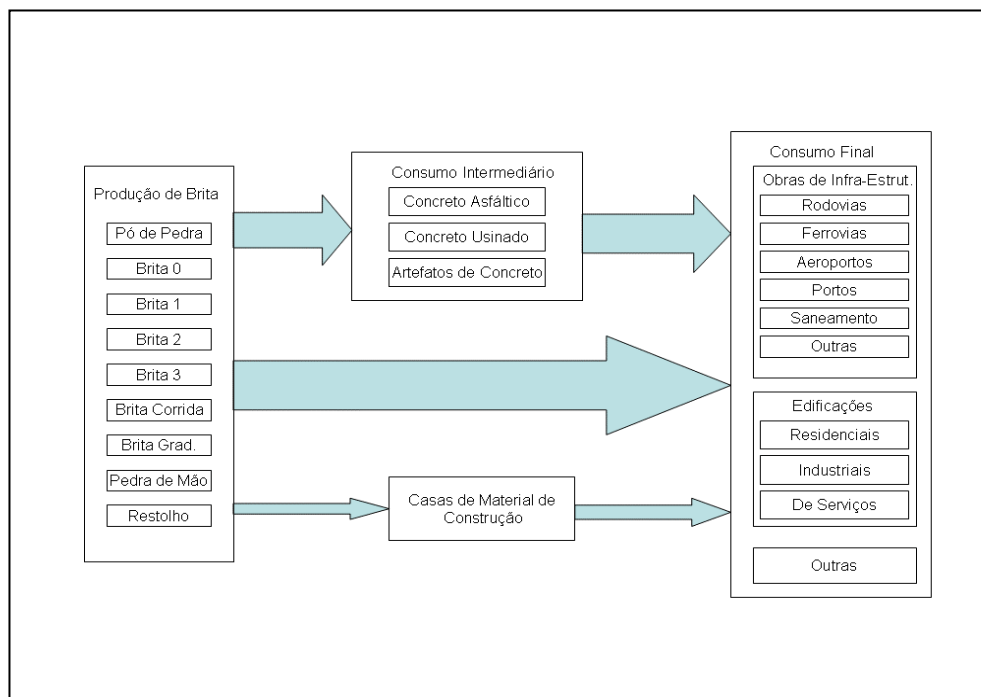 Produção de Brita
Pó de Pedra
Brita 0
Brita 1
Brita 2
Brita 3
Brita Corrida
Brita Grad.
Pedra de Mão
Restolho
Consumo Intermediário
Concreto Asfáltico
Concreto Usinado
Artefatos de Concreto
Casas de Material de
Construção
Consumo Final
Obras de Infra-Estrut.
Rodovias
Ferrovias
Aeroportos
Portos
Saneamento
Outras
Edificações
Residenciais
Industriais
De Serviços
Outras